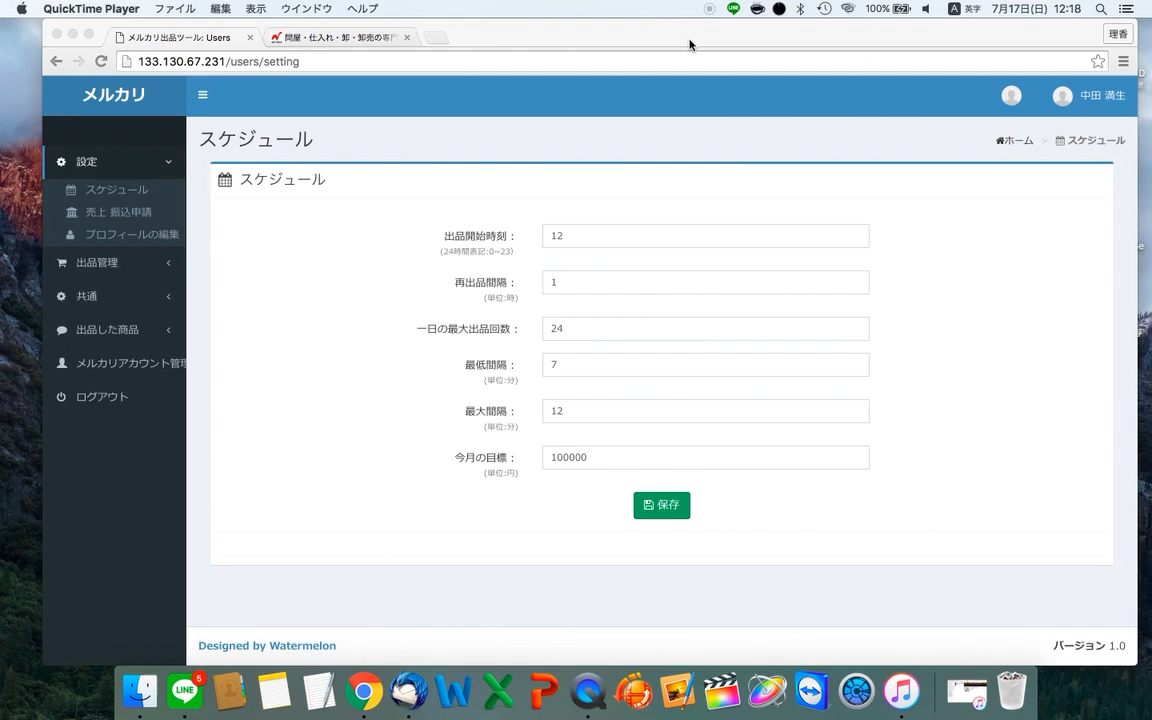 QuickTime Player ファイル 編集 表示 ウインドウ ヘルプ 100% A 英字 7月17日(日) 12:18
メルカリ出品ツール: Users 問屋・仕入れ・卸・卸売の専門 理香
133.130.67.231/users/setting
メルカリ 中田 満生
スケジュール ホーム > スケジュール
設定
スケジュール
売上 振込申請
プロフィールの編集
出品管理
共通
出品した商品
メルカリアカウント管理
ログアウト
スケジュール
出品開始時刻： 12
(24時間表記:0~23)
再出品間隔： 1
(単位:時)
一日の最大出品回数： 24
最低間隔： 7
(単位:分)
最大間隔： 12
(単位:分)
今月の目標： 100000
(単位:円)
保存
Designed by Watermelon バージョン 1.0
LINE 5